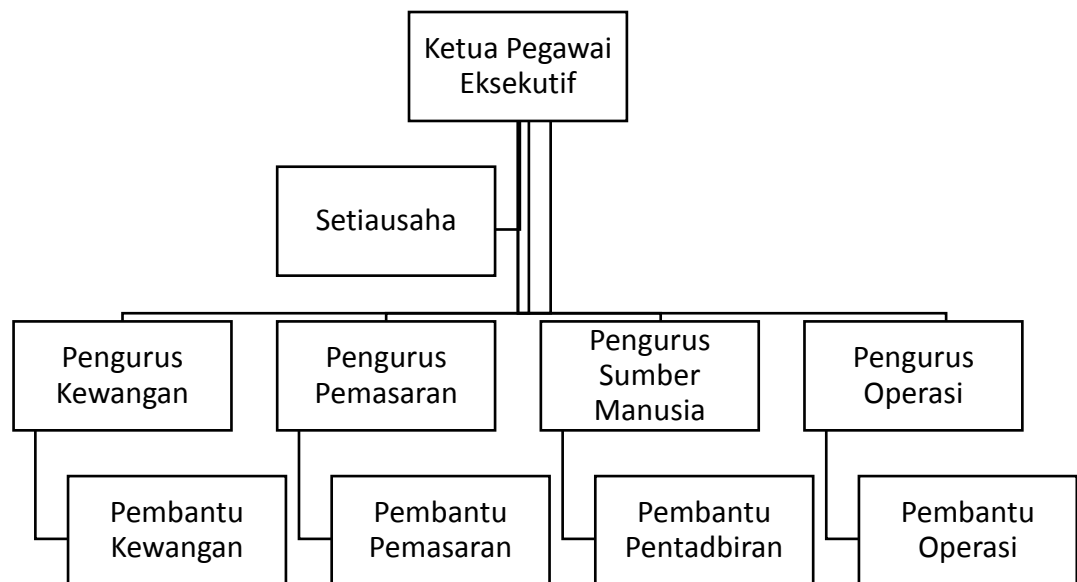 Ketua Pegawai
Eksekutif
Setiausaha
Pengurus
Kewangan
Pengurus
Pemasaran
Pengurus
Sumber
Manusia
Pengurus
Operasi
Pembantu
Kewangan
Pembantu
Pemasaran
Pembantu
Pentadbiran
Pembantu
Operasi